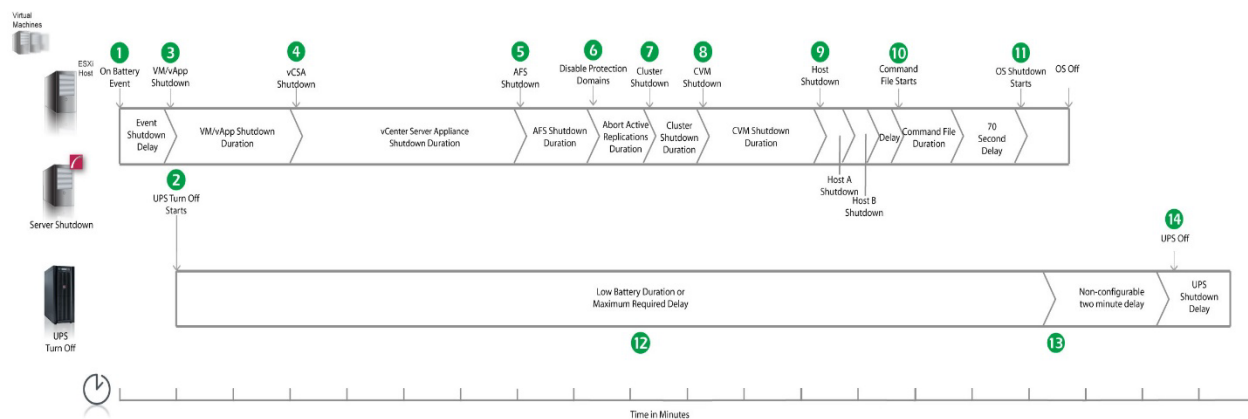 Virtual
Machines
ESXi
Host
1
On Battery
Event
3
VM/vApp
Shutdown
4
vCSA
Shutdown
5
AFS
Shutdown
6
Disable Protection
Domains
7
Cluster
Shutdown
8
CVM
Shutdown
9
Host
Shutdown
10
Command
File Starts
11
OS Shutdown
Starts
OS Off
Event
Shutdown
Delay
VM/vApp Shutdown
Duration
vCenter Server Appliance
Shutdown Duration
AFS Shutdown
Duration
Abort Active
Replications
Duration
Cluster
Shutdown
Duration
CVM Shutdown
Duration
Delay
Command File
Duration
70
Second
Delay
Host A
Shutdown
Host B
Shutdown
Server Shutdown
2
UPS Turn Off
Starts
14
UPS Off
Low Battery Duration or
Maximum Required Delay
Non-configurable
two minute delay
UPS
Shutdown
Delay
UPS
Turn Off
12
13
Time in Minutes